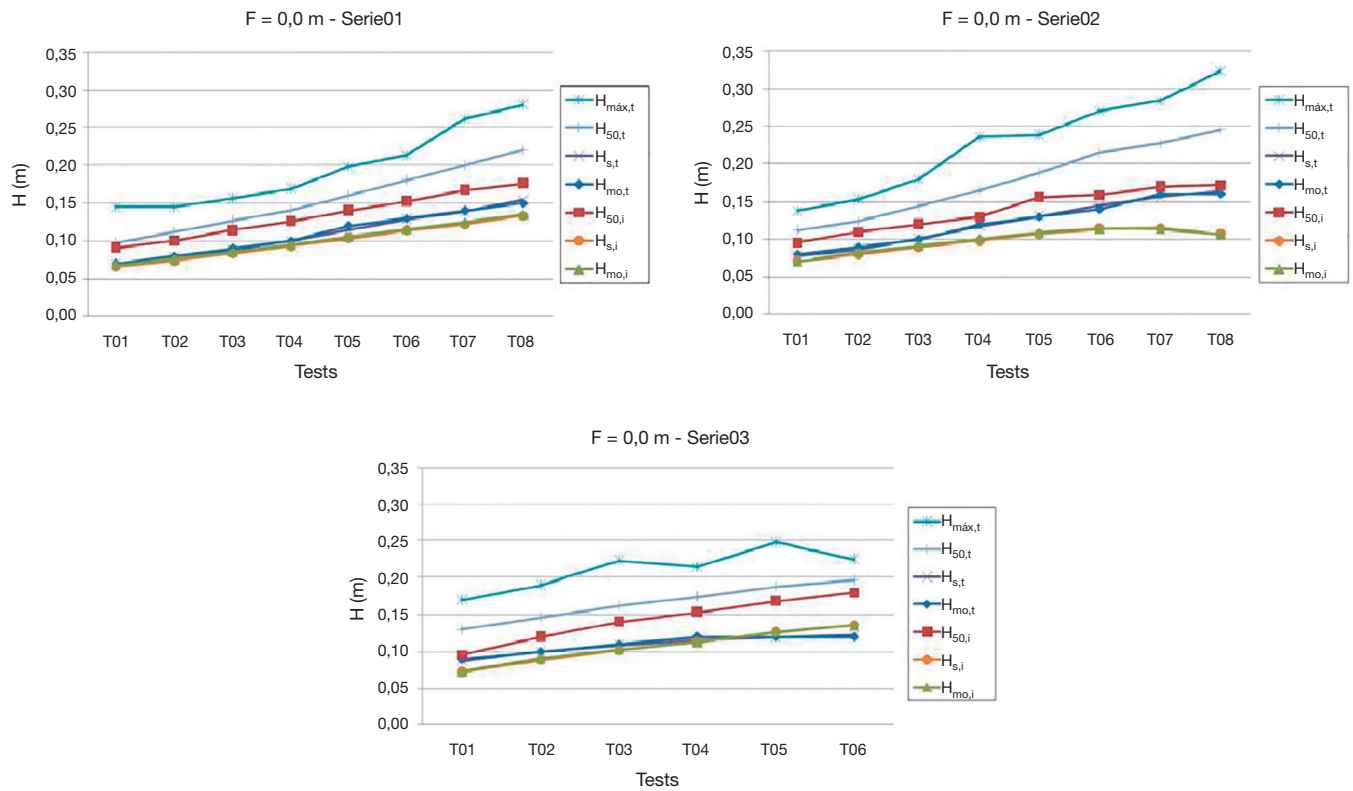 F = 0,0 m - Serie01
H (m)
0,35
0,30
0,25
0,20
0,15
0,10
0,05
0,00
T01 T02 T03 T04 T05 T06 T07 T08
Tests
Hmáx,t
H50,t
Hs,t
Hmo,t
H50,i
Hs,i
Hmo,i
F = 0,0 m - Serie02
H (m)
0,35
0,30
0,25
0,20
0,15
0,10
0,05
0,00
T01 T02 T03 T04 T05 T06 T07 T08
Tests
Hmáx,t
H50,t
Hs,t
Hmo,t
H50,i
Hs,i
Hmo,i
F = 0,0 m - Serie03
H (m)
0,35
0,30
0,25
0,20
0,15
0,10
0,05
0,00
T01 T02 T03 T04 T05 T06
Tests
Hmáx,t
H50,t
Hs,t
Hmo,t
H50,i
Hs,i
Hmo,i